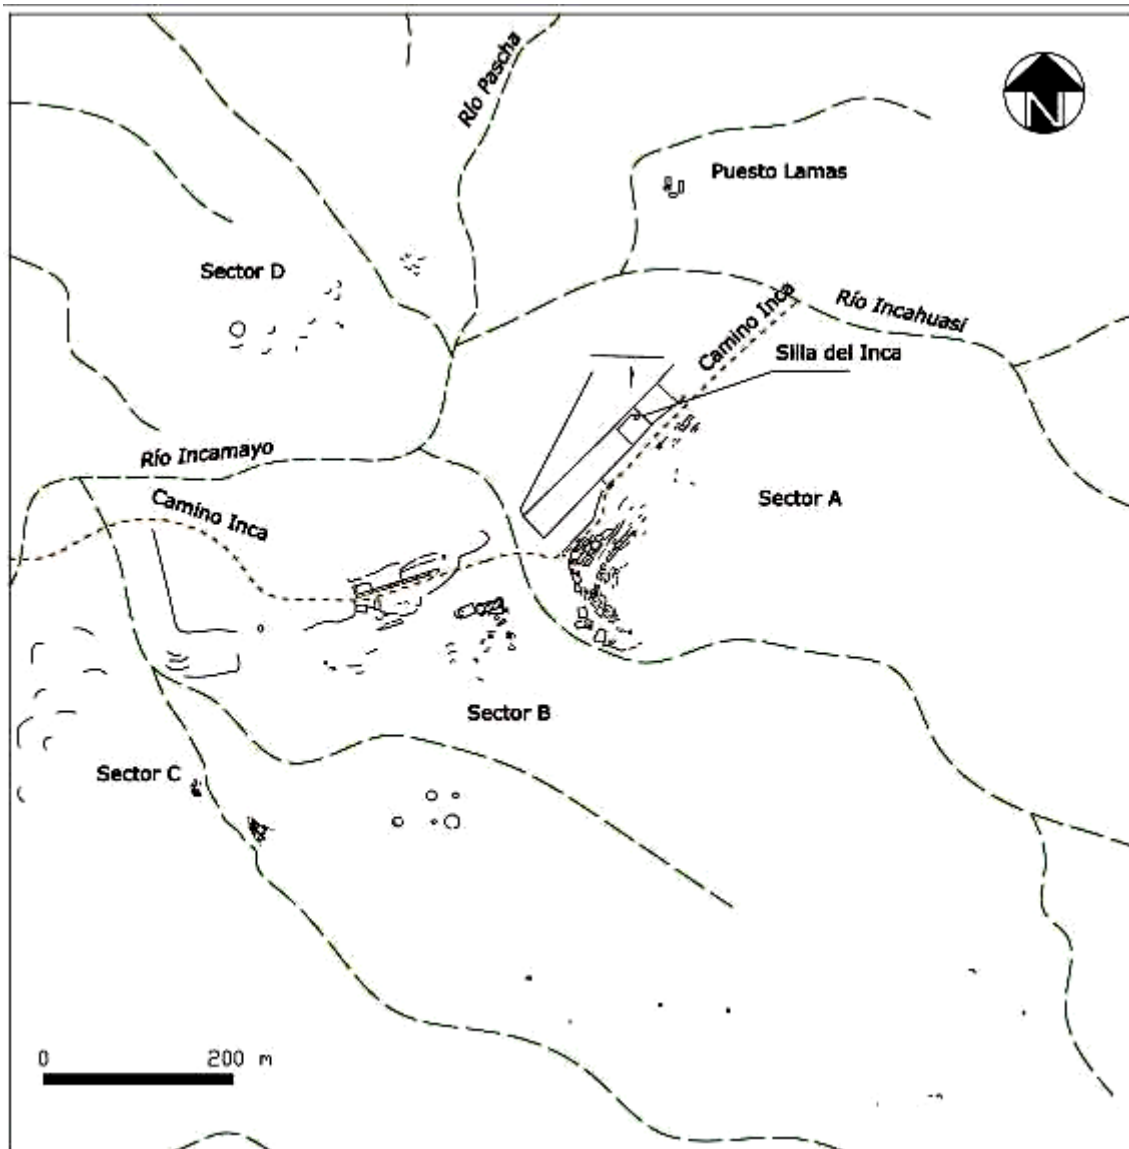 Río Pascha
N
Puesto Lamas
Sector D
Camino Inca
Río Incahuasi
Silla del Inca
Río Incamayo
Camino Inca
Sector A
Sector B
Sector C
0 200 m